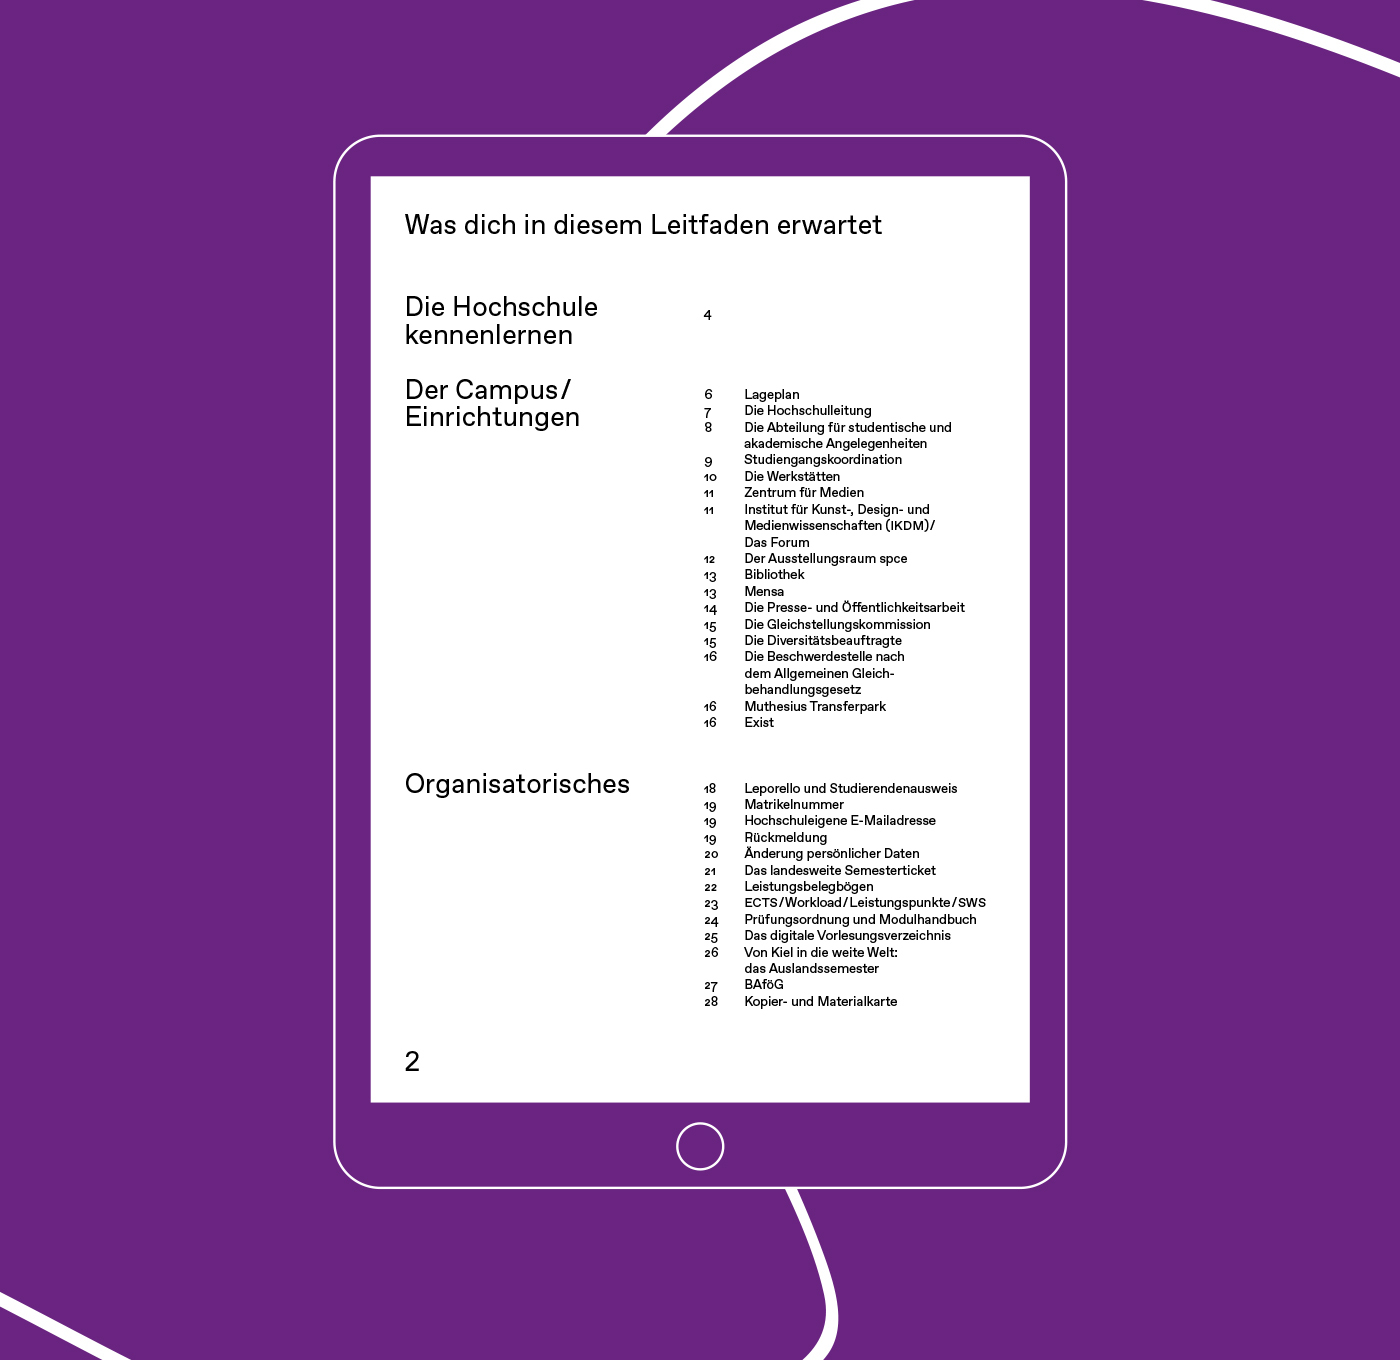 Was dich in diesem Leitfaden erwartet
Die Hochschule
kennenlernen
4
Der Campus/
Einrichtungen
6 Lageplan
7 Die Hochschulleitung
8 Die Abteilung für studentische und
akademische Angelegenheiten
9 Studiengangskoordination
10 Die Werkstätten
11 Zentrum für Medien
11 Institut für Kunst-, Design- und
Medienwissenschaften (IKDM)/
Das Forum
12 Der Ausstellungsraum spce
13 Bibliothek
13 Mensa
14 Die Presse- und Öffentlichkeitsarbeit
15 Die Gleichstellungskommission
15 Die Diversitätsbeauftragte
16 Die Beschwerdestelle nach
dem Allgemeinen Gleich-
behandlungsgesetz
16 Muthesius Transferpark
16 Exist
Organisatorisches
18 Leporello und Studierendenausweis
19 Matrikelnummer
19 Hochschuleigene E-Mailadresse
19 Rückmeldung
20 Änderung persönlicher Daten
21 Das landesweite Semesterticket
22 Leistungsbelegbögen
23 ECTS/Workload/Leistungspunkte/SWS
24 Prüfungsordnung und Modulhandbuch
25 Das digitale Vorlesungsverzeichnis
26 Von Kiel in die weite Welt:
das Auslandssemester
27 BAföG
28 Kopier- und Materialkarte
2